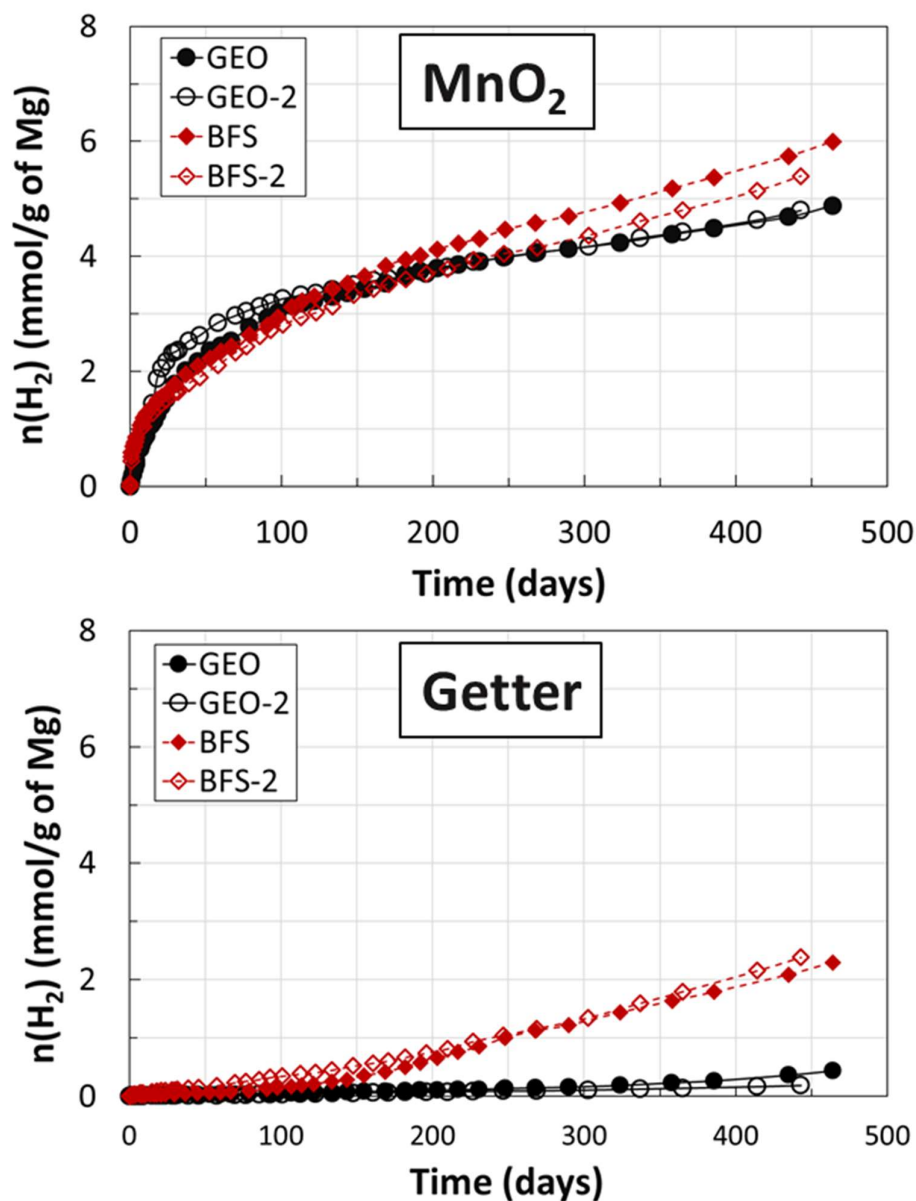 8
6
4
2
0
n(H₂) (mmol/g of Mg)
GEO
GEO-2
BFS
BFS-2
MnO₂
0 100 200 300 400 500
Time (days)
8
6
4
2
0
n(H₂) (mmol/g of Mg)
GEO
GEO-2
BFS
BFS-2
Getter
0 100 200 300 400 500
Time (days)